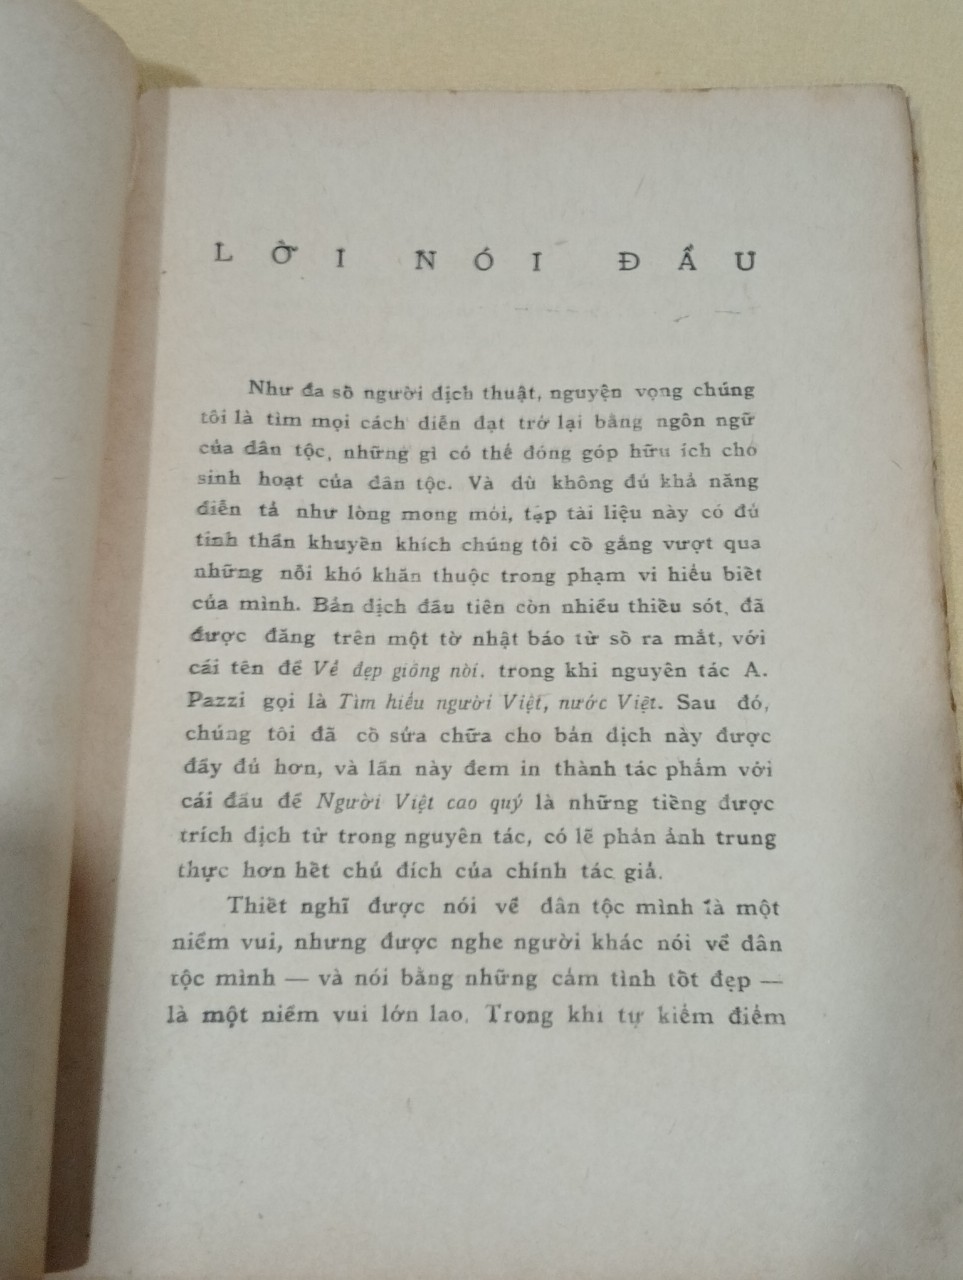 LỜI NÓI ĐẦU
Như đa số người dịch thuật, nguyện vọng chúng
tôi là tìm mọi cách diễn đạt trở lại bằng ngôn ngữ
của dân tộc, những gì có thể đóng góp hữu ích cho
sinh hoạt của dân tộc. Và dù không đủ khả năng
diễn tả như lòng mong mỏi, tập tài liệu này có đủ
tinh thần khuyến khích chúng tôi cố gắng vượt qua
những nỗi khó khăn thuộc trong phạm vi hiểu biết
của mình. Bản dịch đầu tiên còn nhiều thiếu sót, đã
được đăng trên một tờ nhật báo từ số ra mắt, với
cái tên đề Vẻ đẹp giống nòi. trong khi nguyên tác A.
Pazzi gọi là Tìm hiểu người Việt, nước Việt. Sau đó,
chúng tôi đã cố sửa chữa cho bản dịch này được
đầy đủ hơn, và lần này đem in thành tác phẩm với
cái đầu đề Người Việt cao quý là những tiếng được
trích dịch từ trong nguyên tác, có lẽ phản ảnh trung
thực hơn hết chủ đích của chính tác giả.
Thiết nghĩ được nói về dân tộc mình là một
niềm vui, nhưng được nghe người khác nói về dân
tộc mình — và nói bằng những cảm tình tốt đẹp —
là một niềm vui lớn lao. Trong khi tự kiểm điểm